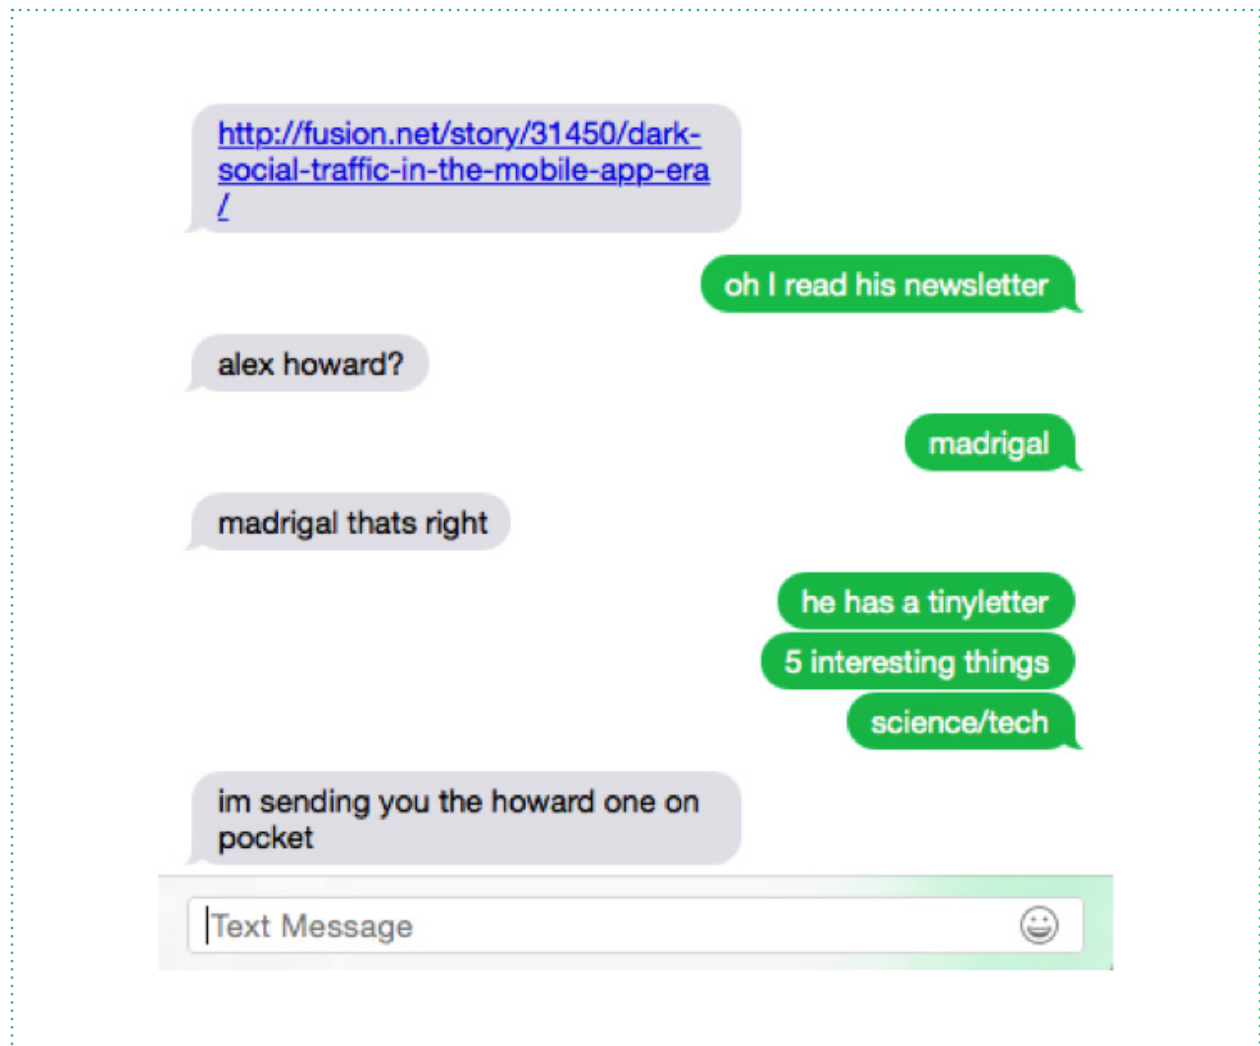 http://fusion.net/story/31450/dark-
social-traffic-in-the-mobile-app-era
/
oh I read his newsletter
alex howard?
madrigal
madrigal thats right
he has a tinyletter
5 interesting things
science/tech
im sending you the howard one on
pocket
Text Message